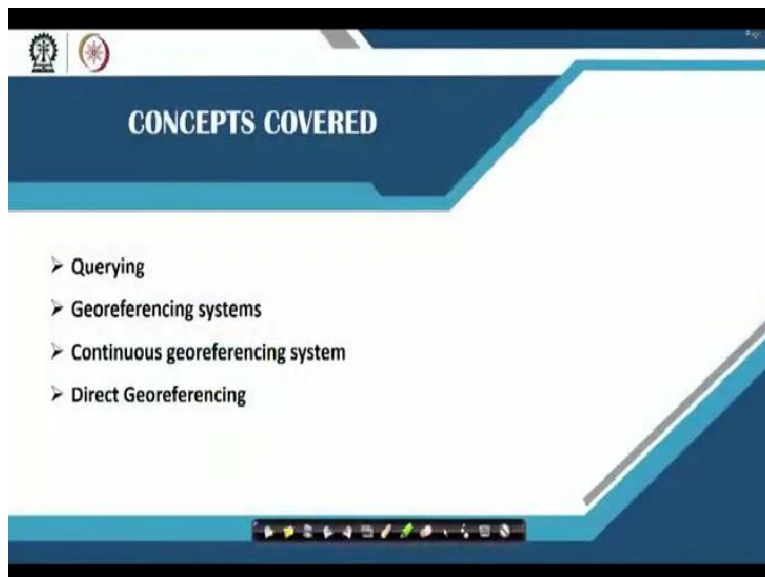 CONCEPTS COVERED
➤ Querying
➤ Georeferencing systems
➤ Continuous georeferencing system
➤ Direct Georeferencing